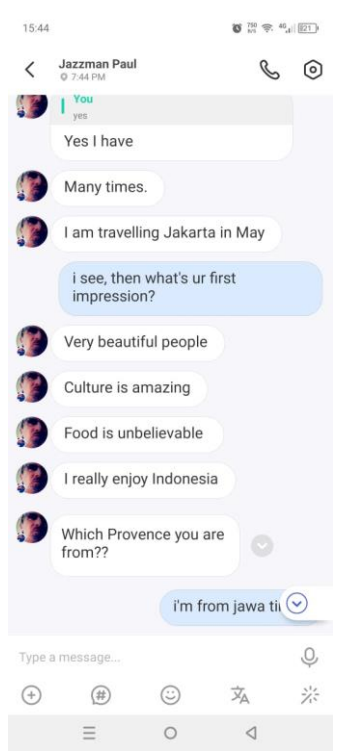 15:44
Jazzman Paul
7:44 PM
You
yes
Yes I have
Many times.
I am travelling Jakarta in May
i see, then what's ur first
impression?
Very beautiful people
Culture is amazing
Food is unbelievable
I really enjoy Indonesia
Which Provence you are
from??
i'm from jawa
Type a message...